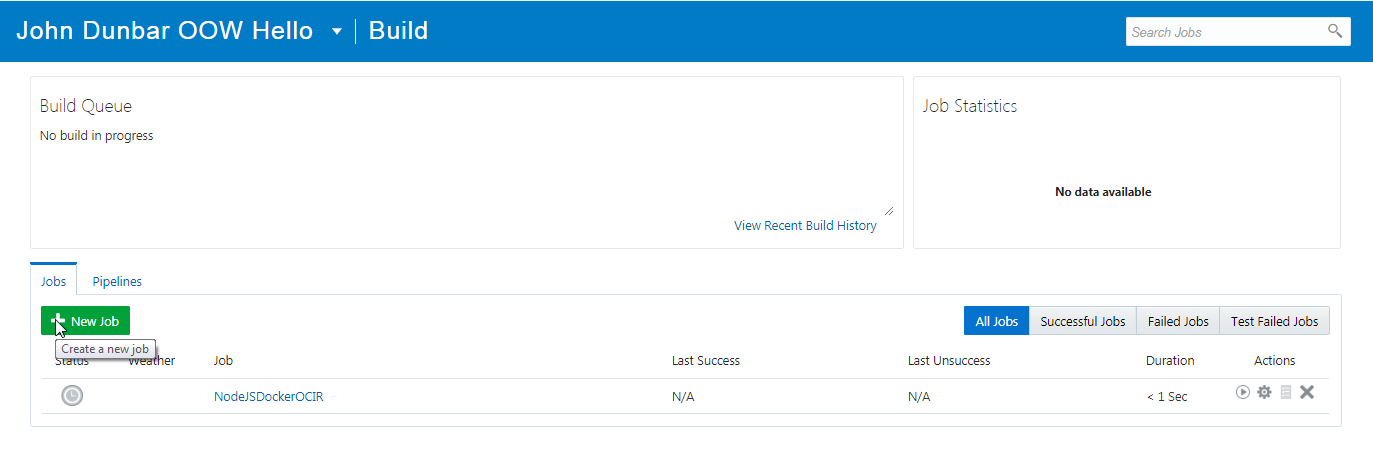 John Dunbar OOW Hello Build
Search Jobs
Build Queue
No build in progress
View Recent Build History
Job Statistics
No data available
Jobs Pipelines
New Job
All Jobs Successful Jobs Failed Jobs Test Failed Jobs
Create a new job
Status Weather Job Last Success Last Unsuccess Duration Actions
NodeJSDockerOCIR N/A N/A < 1 Sec